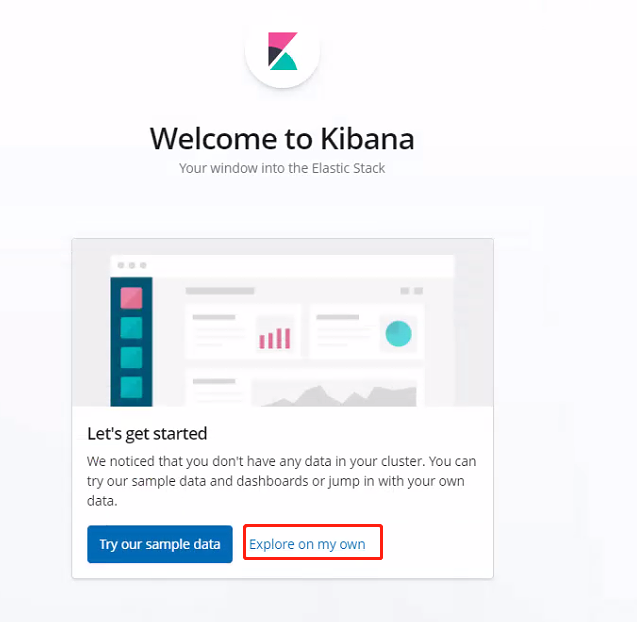 Welcome to Kibana
Your window into the Elastic Stack
Let's get started
We noticed that you don't have any data in your cluster. You can
try our sample data and dashboards or jump in with your own
data.
Try our sample data
Explore on my own